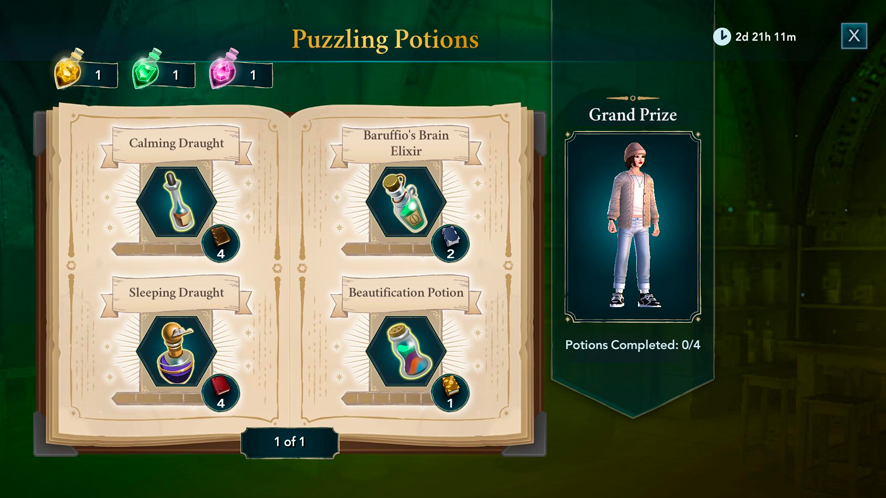 Puzzling Potions
2d 21h 11m
X
1
1
1
Calming Draught
4
Baruffio's Brain
Elixir
2
Sleeping Draught
4
Beautification Potion
1
1 of 1
Grand Prize
Potions Completed: 0/4